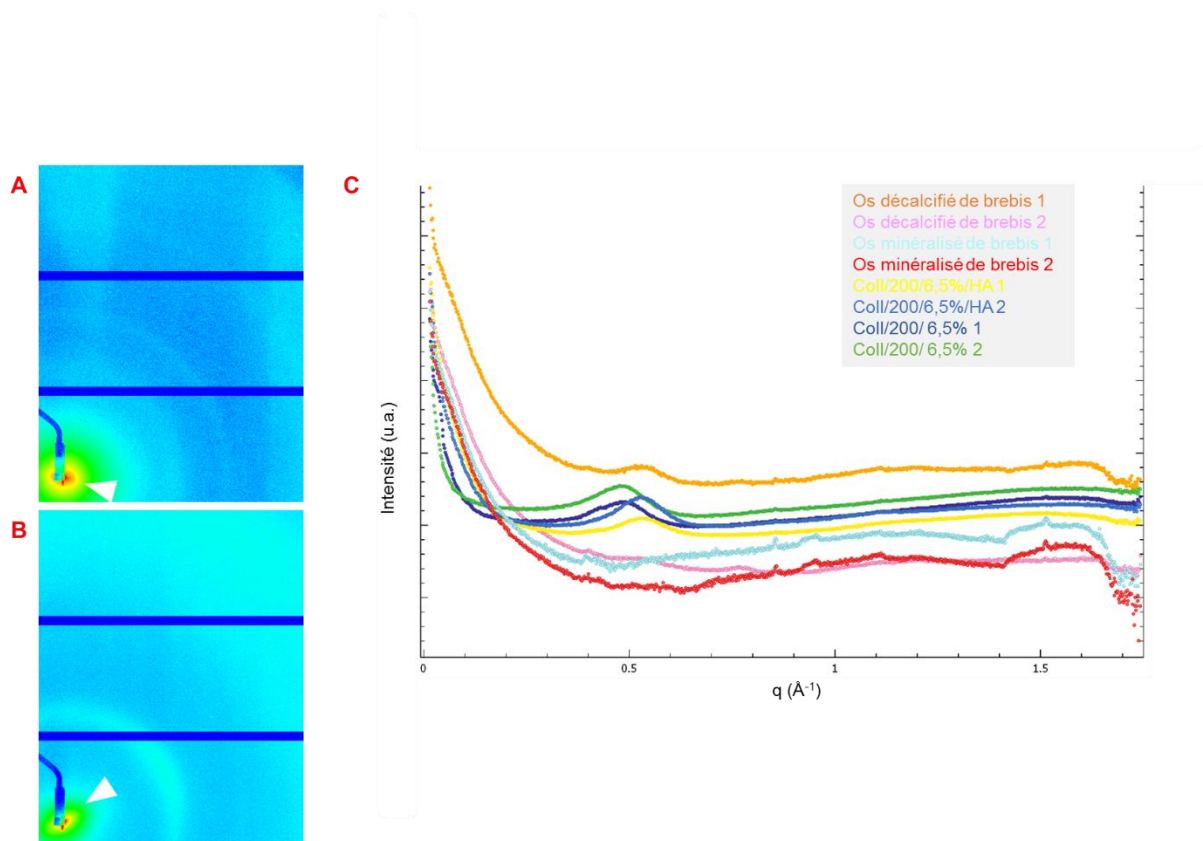 A
B
C
Os décalcifié de brebis 1
Os décalcifié de brebis 2
Os minéralisé de brebis 1
Os minéralisé de brebis 2
Coll/200/6,5%/HA 1
Coll/200/6,5%/HA 2
Coll/200/ 6,5% 1
Coll/200/ 6,5% 2
Intensité (u.a.)
0 0.5 1 1.5
q (Å⁻¹)